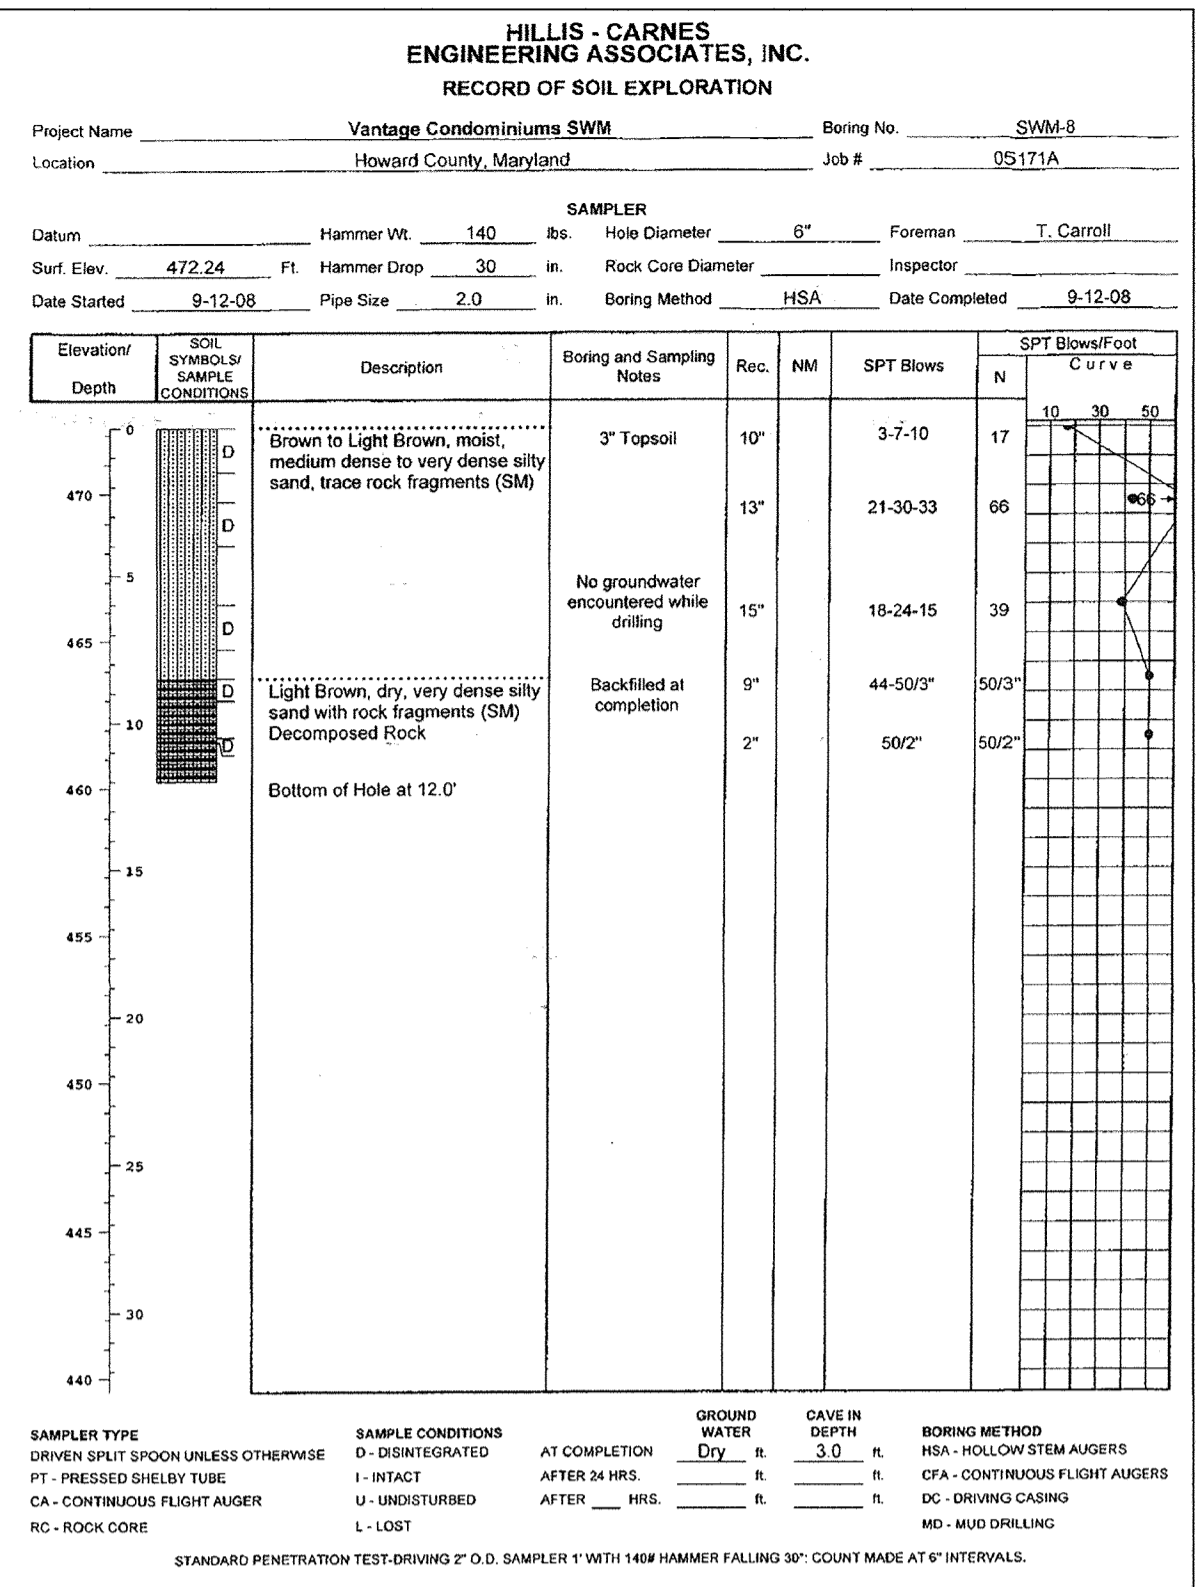 HILLIS - CARNES
ENGINEERING ASSOCIATES, INC.
RECORD OF SOIL EXPLORATION
Project Name Vantage Condominiums SWM Boring No. SWM-8
Location Howard County, Maryland Job # 05171A
SAMPLER
Datum Hammer Wt. 140 lbs. Hole Diameter 6" Foreman T. Carroll
Surf. Elev. 472.24 Ft. Hammer Drop 30 in. Rock Core Diameter Inspector
Date Started 9-12-08 Pipe Size 2.0 in. Boring Method HSA Date Completed 9-12-08
Elevation/ Depth
SOIL SYMBOLS/ SAMPLE CONDITIONS
Description
Boring and Sampling Notes
Rec.
NM
SPT Blows
SPT Blows/Foot
N
Curve
10 30 50
0 D Brown to Light Brown, moist, 3" Topsoil 10" 3-7-10 17
medium dense to very dense silty
sand, trace rock fragments (SM)
470 D 13" 21-30-33 66 66
5
No groundwater
encountered while
drilling
D 15" 18-24-15 39
465
D Light Brown, dry, very dense silty Backfilled at 9" 44-50/3" 50/3"
sand with rock fragments (SM) completion
10 Decomposed Rock
D 2" 50/2" 50/2"
460 Bottom of Hole at 12.0'
15
455
20
450
25
445
30
440
GROUND WATER CAVE IN DEPTH
SAMPLER TYPE SAMPLE CONDITIONS BORING METHOD
DRIVEN SPLIT SPOON UNLESS OTHERWISE D - DISINTEGRATED AT COMPLETION Dry ft. 3.0 ft. HSA - HOLLOW STEM AUGERS
PT - PRESSED SHELBY TUBE I - INTACT AFTER 24 HRS. ft. ft. CFA - CONTINUOUS FLIGHT AUGERS
CA - CONTINUOUS FLIGHT AUGER U - UNDISTURBED AFTER ___ HRS. ft. ft. DC - DRIVING CASING
RC - ROCK CORE L - LOST MD - MUD DRILLING
STANDARD PENETRATION TEST-DRIVING 2" O.D. SAMPLER 1' WITH 140# HAMMER FALLING 30": COUNT MADE AT 6" INTERVALS.